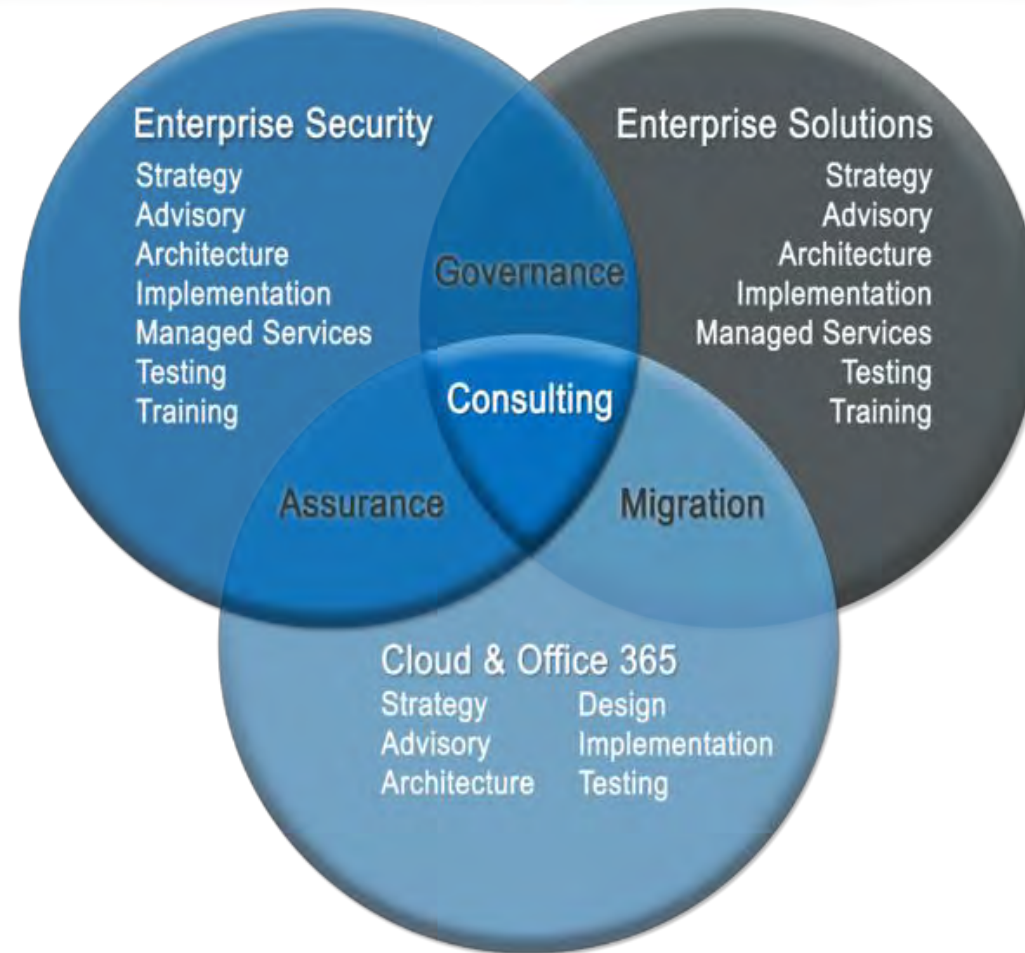 Enterprise Security
Strategy
Advisory
Architecture
Implementation
Managed Services
Testing
Training
Enterprise Solutions
Strategy
Advisory
Architecture
Implementation
Managed Services
Testing
Training
Governance
Consulting
Assurance
Migration
Cloud & Office 365
Strategy Design
Advisory Implementation
Architecture Testing